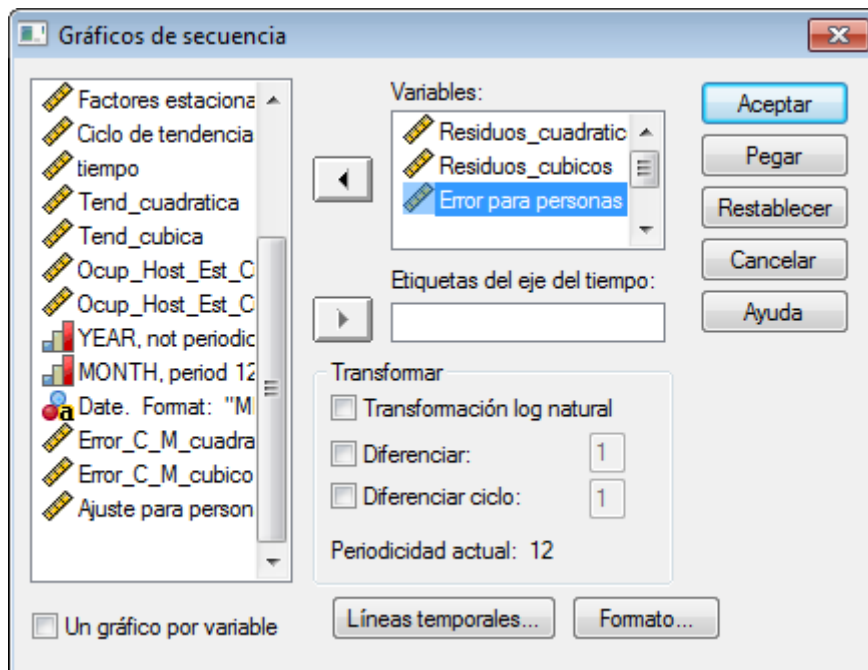 Gráficos de secuencia
Factores estaciona
Ciclo de tendencia
tiempo
Tend_cuadratica
Tend_cubica
Ocup_Host_Est_C
Ocup_Host_Est_C
YEAR, not periodic
MONTH, period 12
Date. Format: "M
Error_C_M_cuadra
Error_C_M_cubico
Ajuste para person
Un gráfico por variable
Variables:
Residuos_cuadratic
Residuos_cubicos
Error para personas
Etiquetas del eje del tiempo:
Transformar
Transformación log natural
Diferenciar: 1
Diferenciar ciclo: 1
Periodicidad actual: 12
Líneas temporales...
Formato...
Aceptar
Pegar
Restablecer
Cancelar
Ayuda